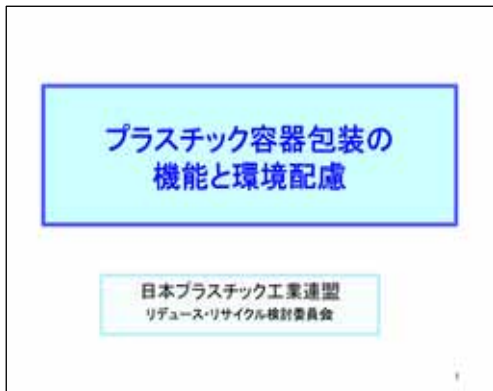 プラスチック容器包装の
機能と環境配慮
日本プラスチック工業連盟
リデュース・リサイクル検討委員会